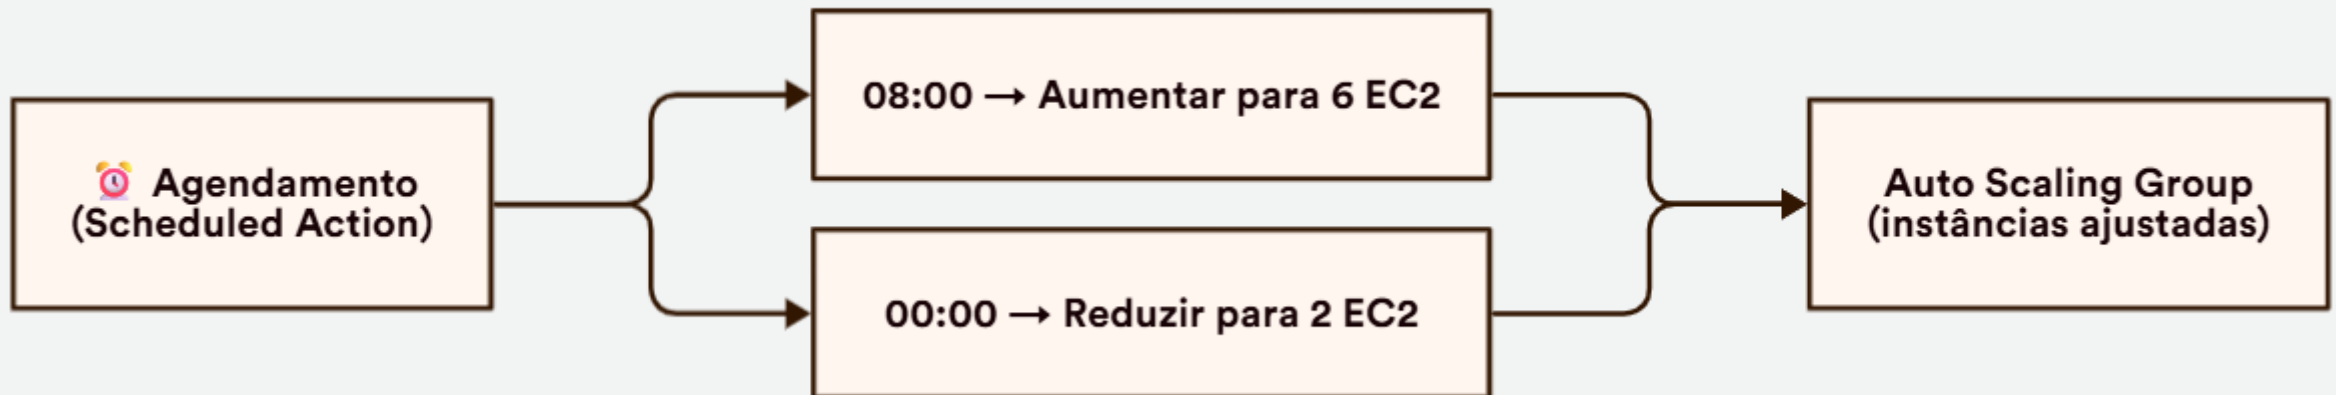 ⏰ Agendamento
(Scheduled Action)
08:00 → Aumentar para 6 EC2
00:00 → Reduzir para 2 EC2
Auto Scaling Group
(instâncias ajustadas)